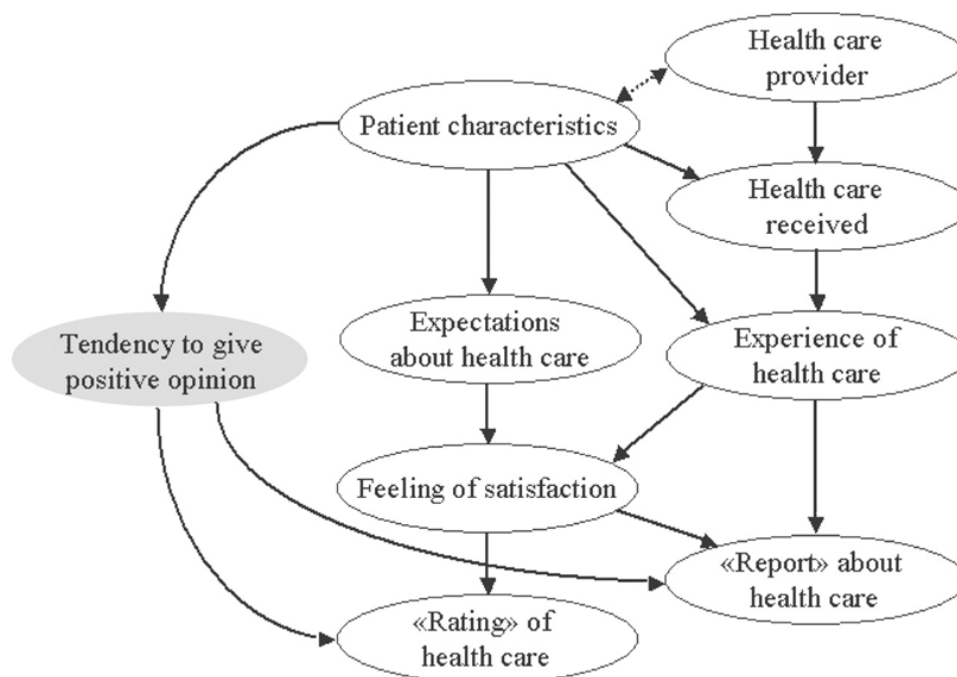 Health care
provider
Patient characteristics
Health care
received
Tendency to give
positive opinion
Expectations
about health care
Experience of
health care
Feeling of satisfaction
«Report» about
health care
«Rating» of
health care